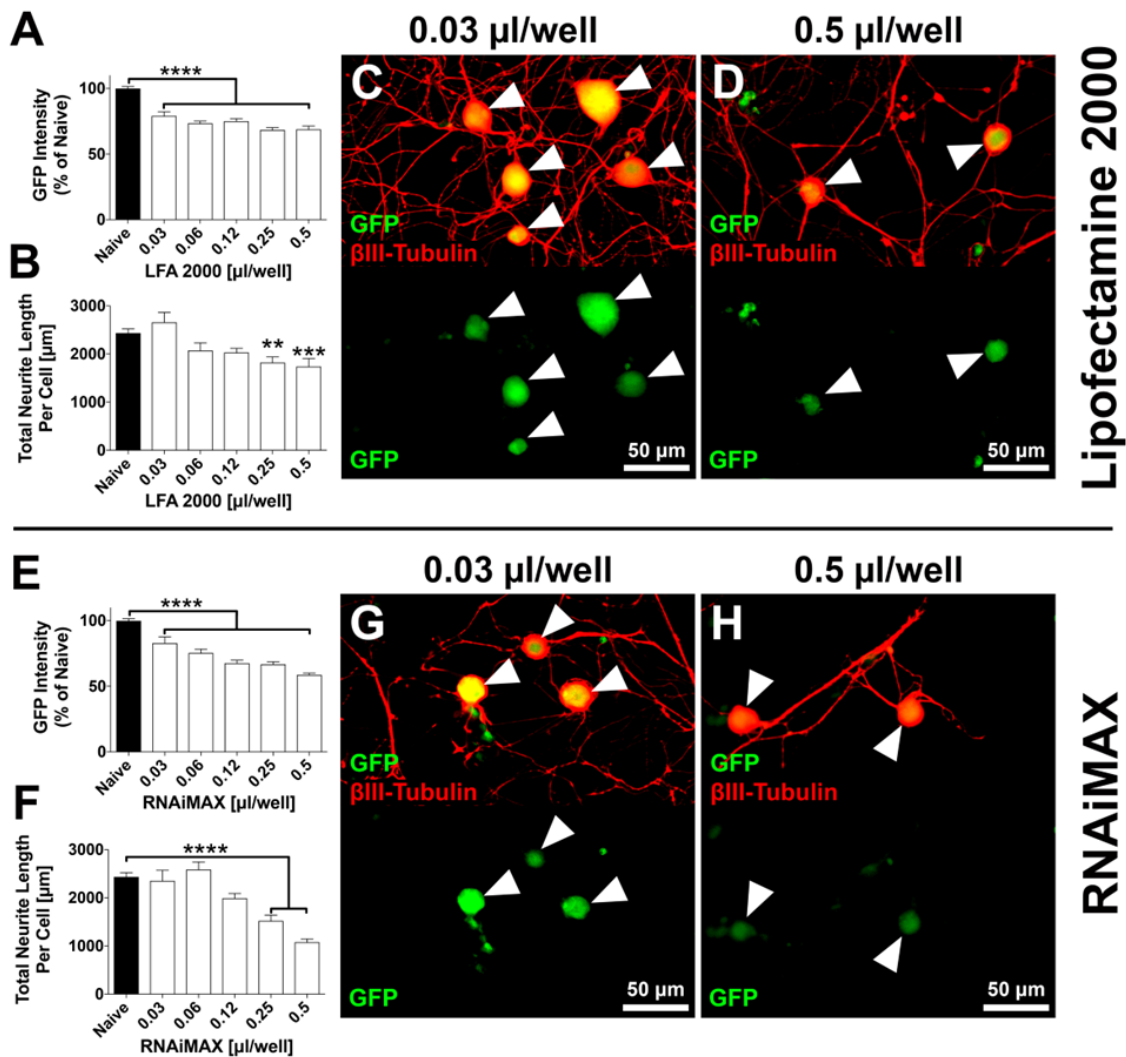 A
0.03 µl/well
0.5 µl/well
Lipofectamine 2000
GFP Intensity
(% of Naive)
100
50
0
****
Naive
0.03
0.06
0.12
0.25
0.5
LFA 2000 [µl/well]
B
Total Neurite Length
Per Cell [µm]
3000
2000
1000
0
**
***
Naive
0.03
0.06
0.12
0.25
0.5
LFA 2000 [µl/well]
C
GFP
βIII-Tubulin
GFP
50 µm
D
GFP
βIII-Tubulin
GFP
50 µm
E
0.03 µl/well
0.5 µl/well
RNAiMAX
GFP Intensity
(% of Naive)
100
50
0
****
Naive
0.03
0.06
0.12
0.25
0.5
RNAiMAX [µl/well]
F
Total Neurite Length
Per Cell [µm]
3000
2000
1000
0
****
Naive
0.03
0.06
0.12
0.25
0.5
RNAiMAX [µl/well]
G
GFP
βIII-Tubulin
GFP
50 µm
H
GFP
βIII-Tubulin
GFP
50 µm